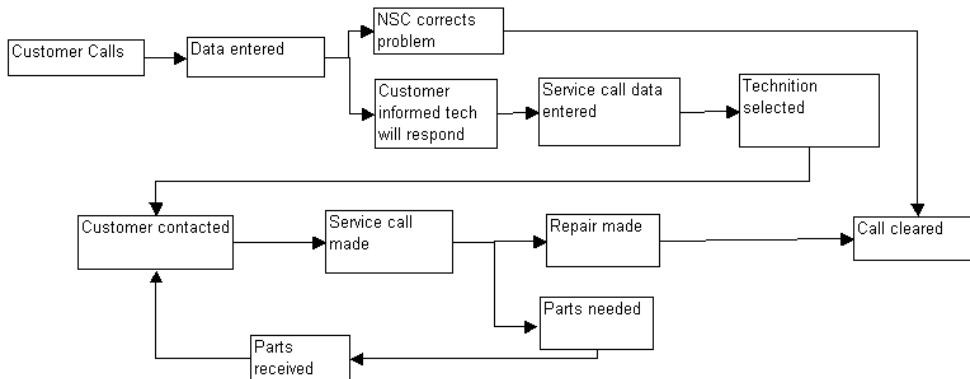 Customer Calls
Data entered
NSC corrects
problem
Customer
informed tech
will respond
Service call data
entered
Technition
selected
Customer contacted
Service call
made
Repair made
Call cleared
Parts needed
Parts
received